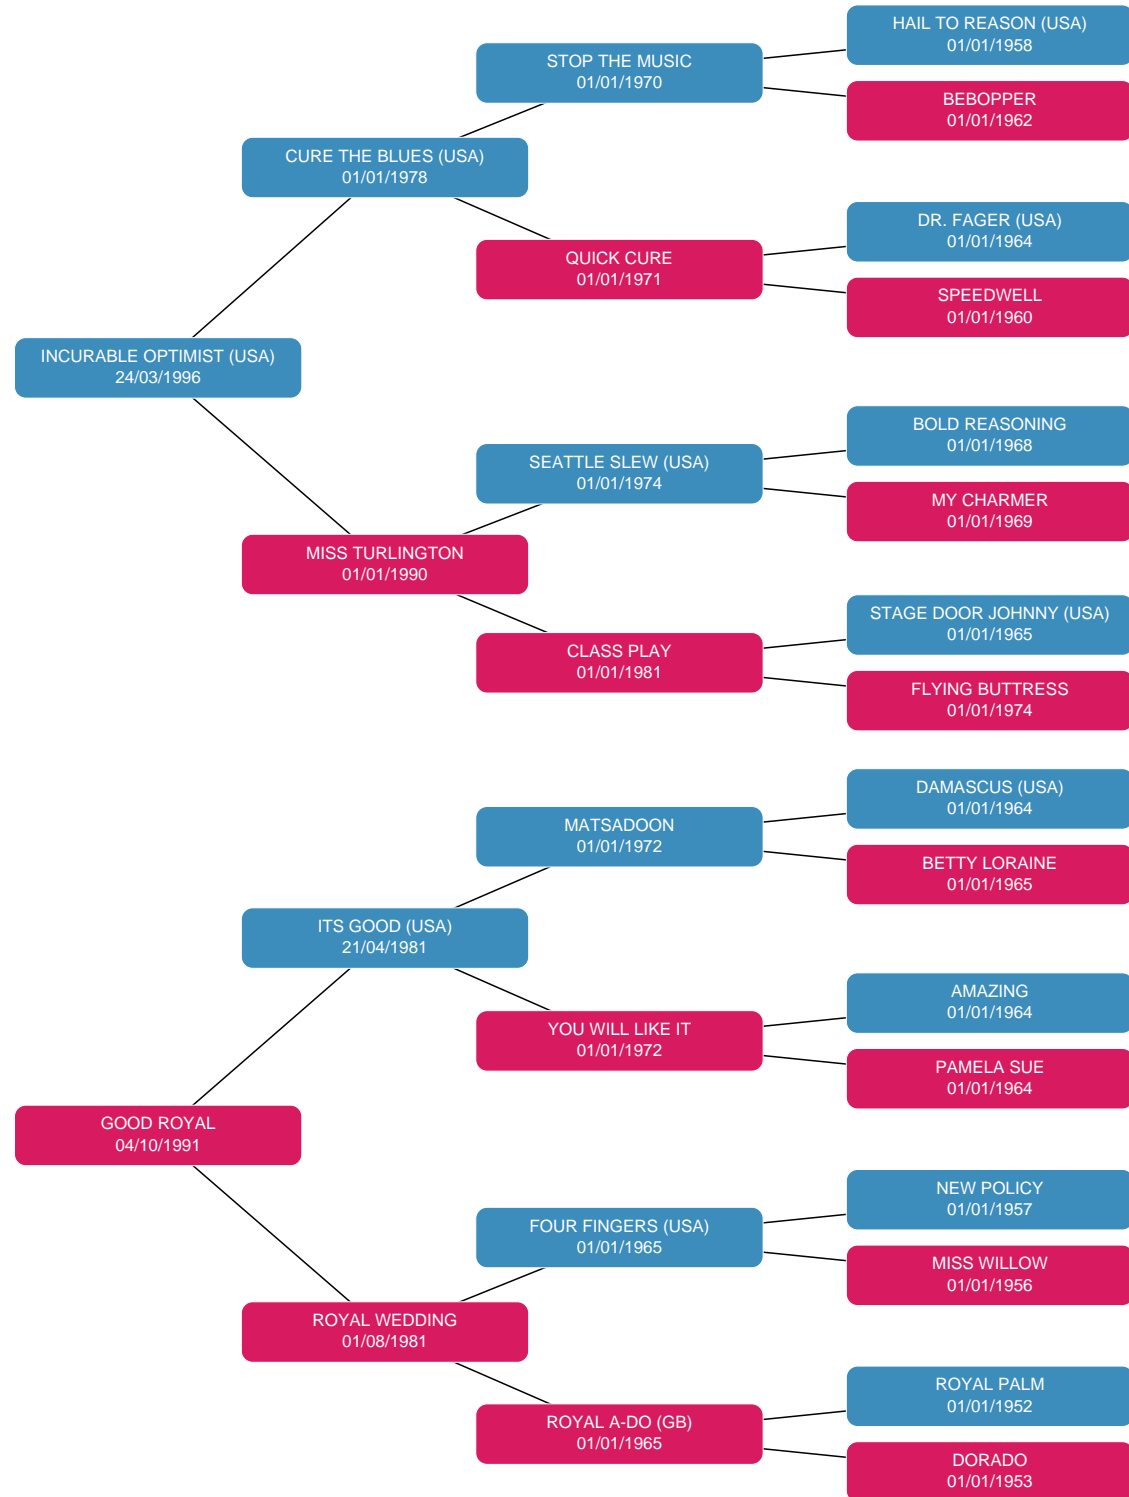 HAIL TO REASON (USA)
01/01/1958
STOP THE MUSIC
01/01/1970
BEBOPPER
01/01/1962
CURE THE BLUES (USA)
01/01/1978
DR. FAGER (USA)
01/01/1964
QUICK CURE
01/01/1971
SPEEDWELL
01/01/1960
INCURABLE OPTIMIST (USA)
24/03/1996
BOLD REASONING
01/01/1968
SEATTLE SLEW (USA)
01/01/1974
MY CHARMER
01/01/1969
MISS TURLINGTON
01/01/1990
STAGE DOOR JOHNNY (USA)
01/01/1965
CLASS PLAY
01/01/1981
FLYING BUTTRESS
01/01/1974
DAMASCUS (USA)
01/01/1964
MATSADOON
01/01/1972
BETTY LORAINE
01/01/1965
ITS GOOD (USA)
21/04/1981
AMAZING
01/01/1964
YOU WILL LIKE IT
01/01/1972
PAMELA SUE
01/01/1964
GOOD ROYAL
04/10/1991
NEW POLICY
01/01/1957
FOUR FINGERS (USA)
01/01/1965
MISS WILLOW
01/01/1956
ROYAL WEDDING
01/08/1981
ROYAL PALM
01/01/1952
ROYAL A-DO (GB)
01/01/1965
DORADO
01/01/1953